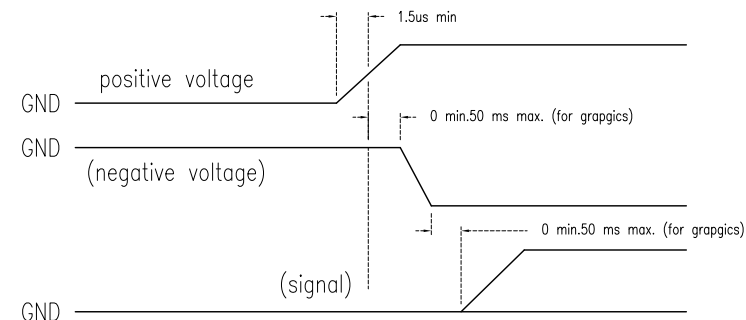 1.5us min
positive voltage
GND
0 min.50 ms max. (for grapgics)
GND
(negative voltage)
0 min.50 ms max. (for grapgics)
(signal)
GND